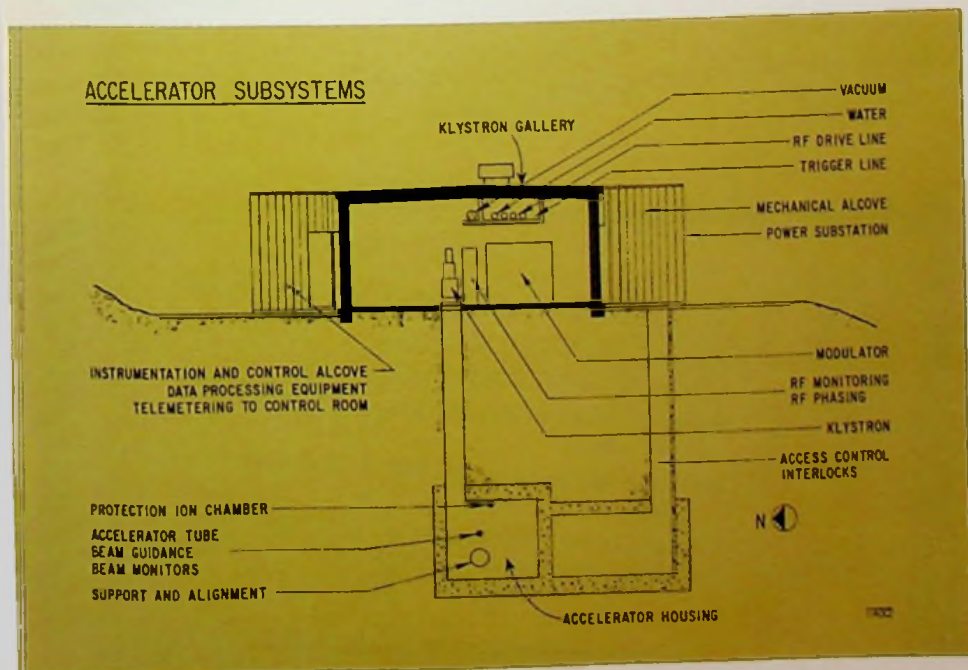 ACCELERATOR SUBSYSTEMS
KLYSTRON GALLERY
VACUUM
WATER
RF DRIVE LINE
TRIGGER LINE
MECHANICAL ALCOVE
POWER SUBSTATION
INSTRUMENTATION AND CONTROL ALCOVE
DATA PROCESSING EQUIPMENT
TELEMETERING TO CONTROL ROOM
MODULATOR
RF MONITORING
RF PHASING
KLYSTRON
ACCESS CONTROL
INTERLOCKS
PROTECTION ION CHAMBER
ACCELERATOR TUBE
BEAM GUIDANCE
BEAM MONITORS
SUPPORT AND ALIGNMENT
N
ACCELERATOR HOUSING